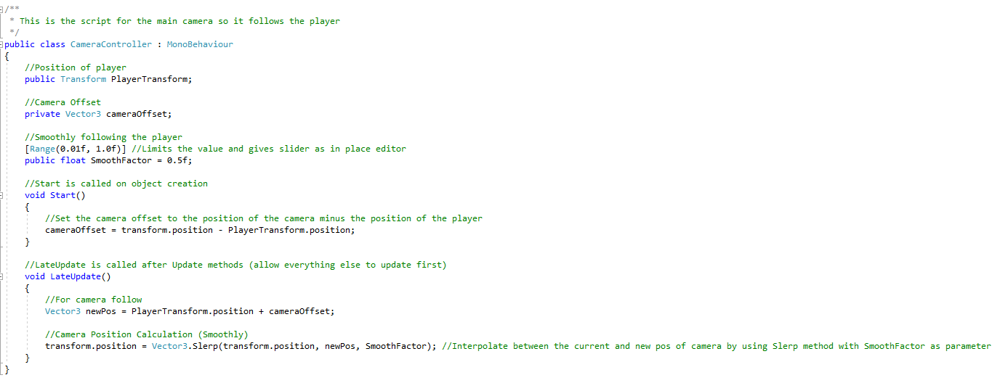 /**
 * This is the script for the main camera so it follows the player
 */
public class CameraController : MonoBehaviour
{
    //Position of player
    public Transform PlayerTransform;

    //Camera Offset
    private Vector3 cameraOffset;

    //Smoothly following the player
    [Range(0.01f, 1.0f)] //Limits the value and gives slider as in place editor
    public float SmoothFactor = 0.5f;

    //Start is called on object creation
    void Start()
    {
        //Set the camera offset to the position of the camera minus the position of the player
        cameraOffset = transform.position - PlayerTransform.position;
    }

    //LateUpdate is called after Update methods (allow everything else to update first)
    void LateUpdate()
    {
        //For camera follow
        Vector3 newPos = PlayerTransform.position + cameraOffset;

        //Camera Position Calculation (Smoothly)
        transform.position = Vector3.Slerp(transform.position, newPos, SmoothFactor); //Interpolate between the current and new pos of camera by using Slerp method with SmoothFactor as parameter
    }
}